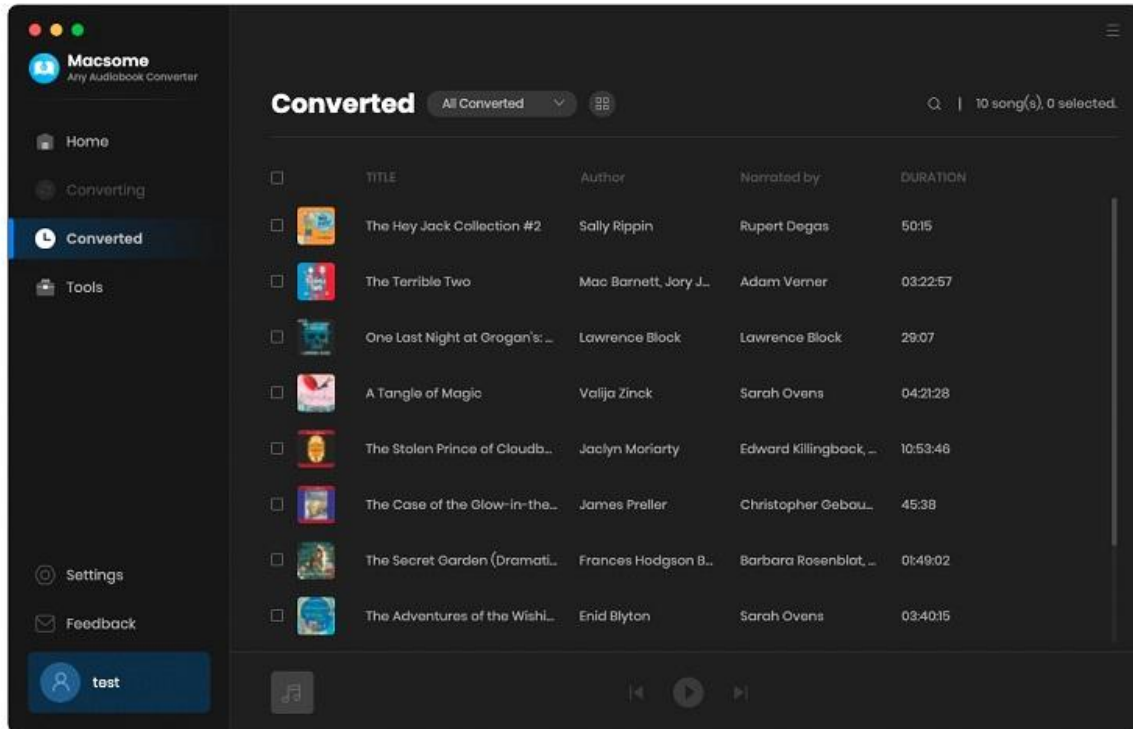 Macsome
Any Audiobook Converter
Home
Converting
Converted
Tools
Settings
Feedback
test
Converted All Converted | 10 song(s), 0 selected.
TITLE Author Narrated by DURATION
The Hey Jack Collection #2 Sally Rippin Rupert Degas 50:15
The Terrible Two Mac Barnett, Jory J... Adam Verner 03:22:57
One Last Night at Grogan's: ... Lawrence Block Lawrence Block 29:07
A Tangle of Magic Valija Zinck Sarah Ovens 04:21:28
The Stolen Prince of Cloudb... Jaclyn Moriarty Edward Killingback, ... 10:53:46
The Case of the Glow-in-the... James Preller Christopher Gebau... 45:38
The Secret Garden (Dramati... Frances Hodgson B... Barbara Rosenblat, ... 01:49:02
The Adventures of the Wishi... Enid Blyton Sarah Ovens 03:40:15